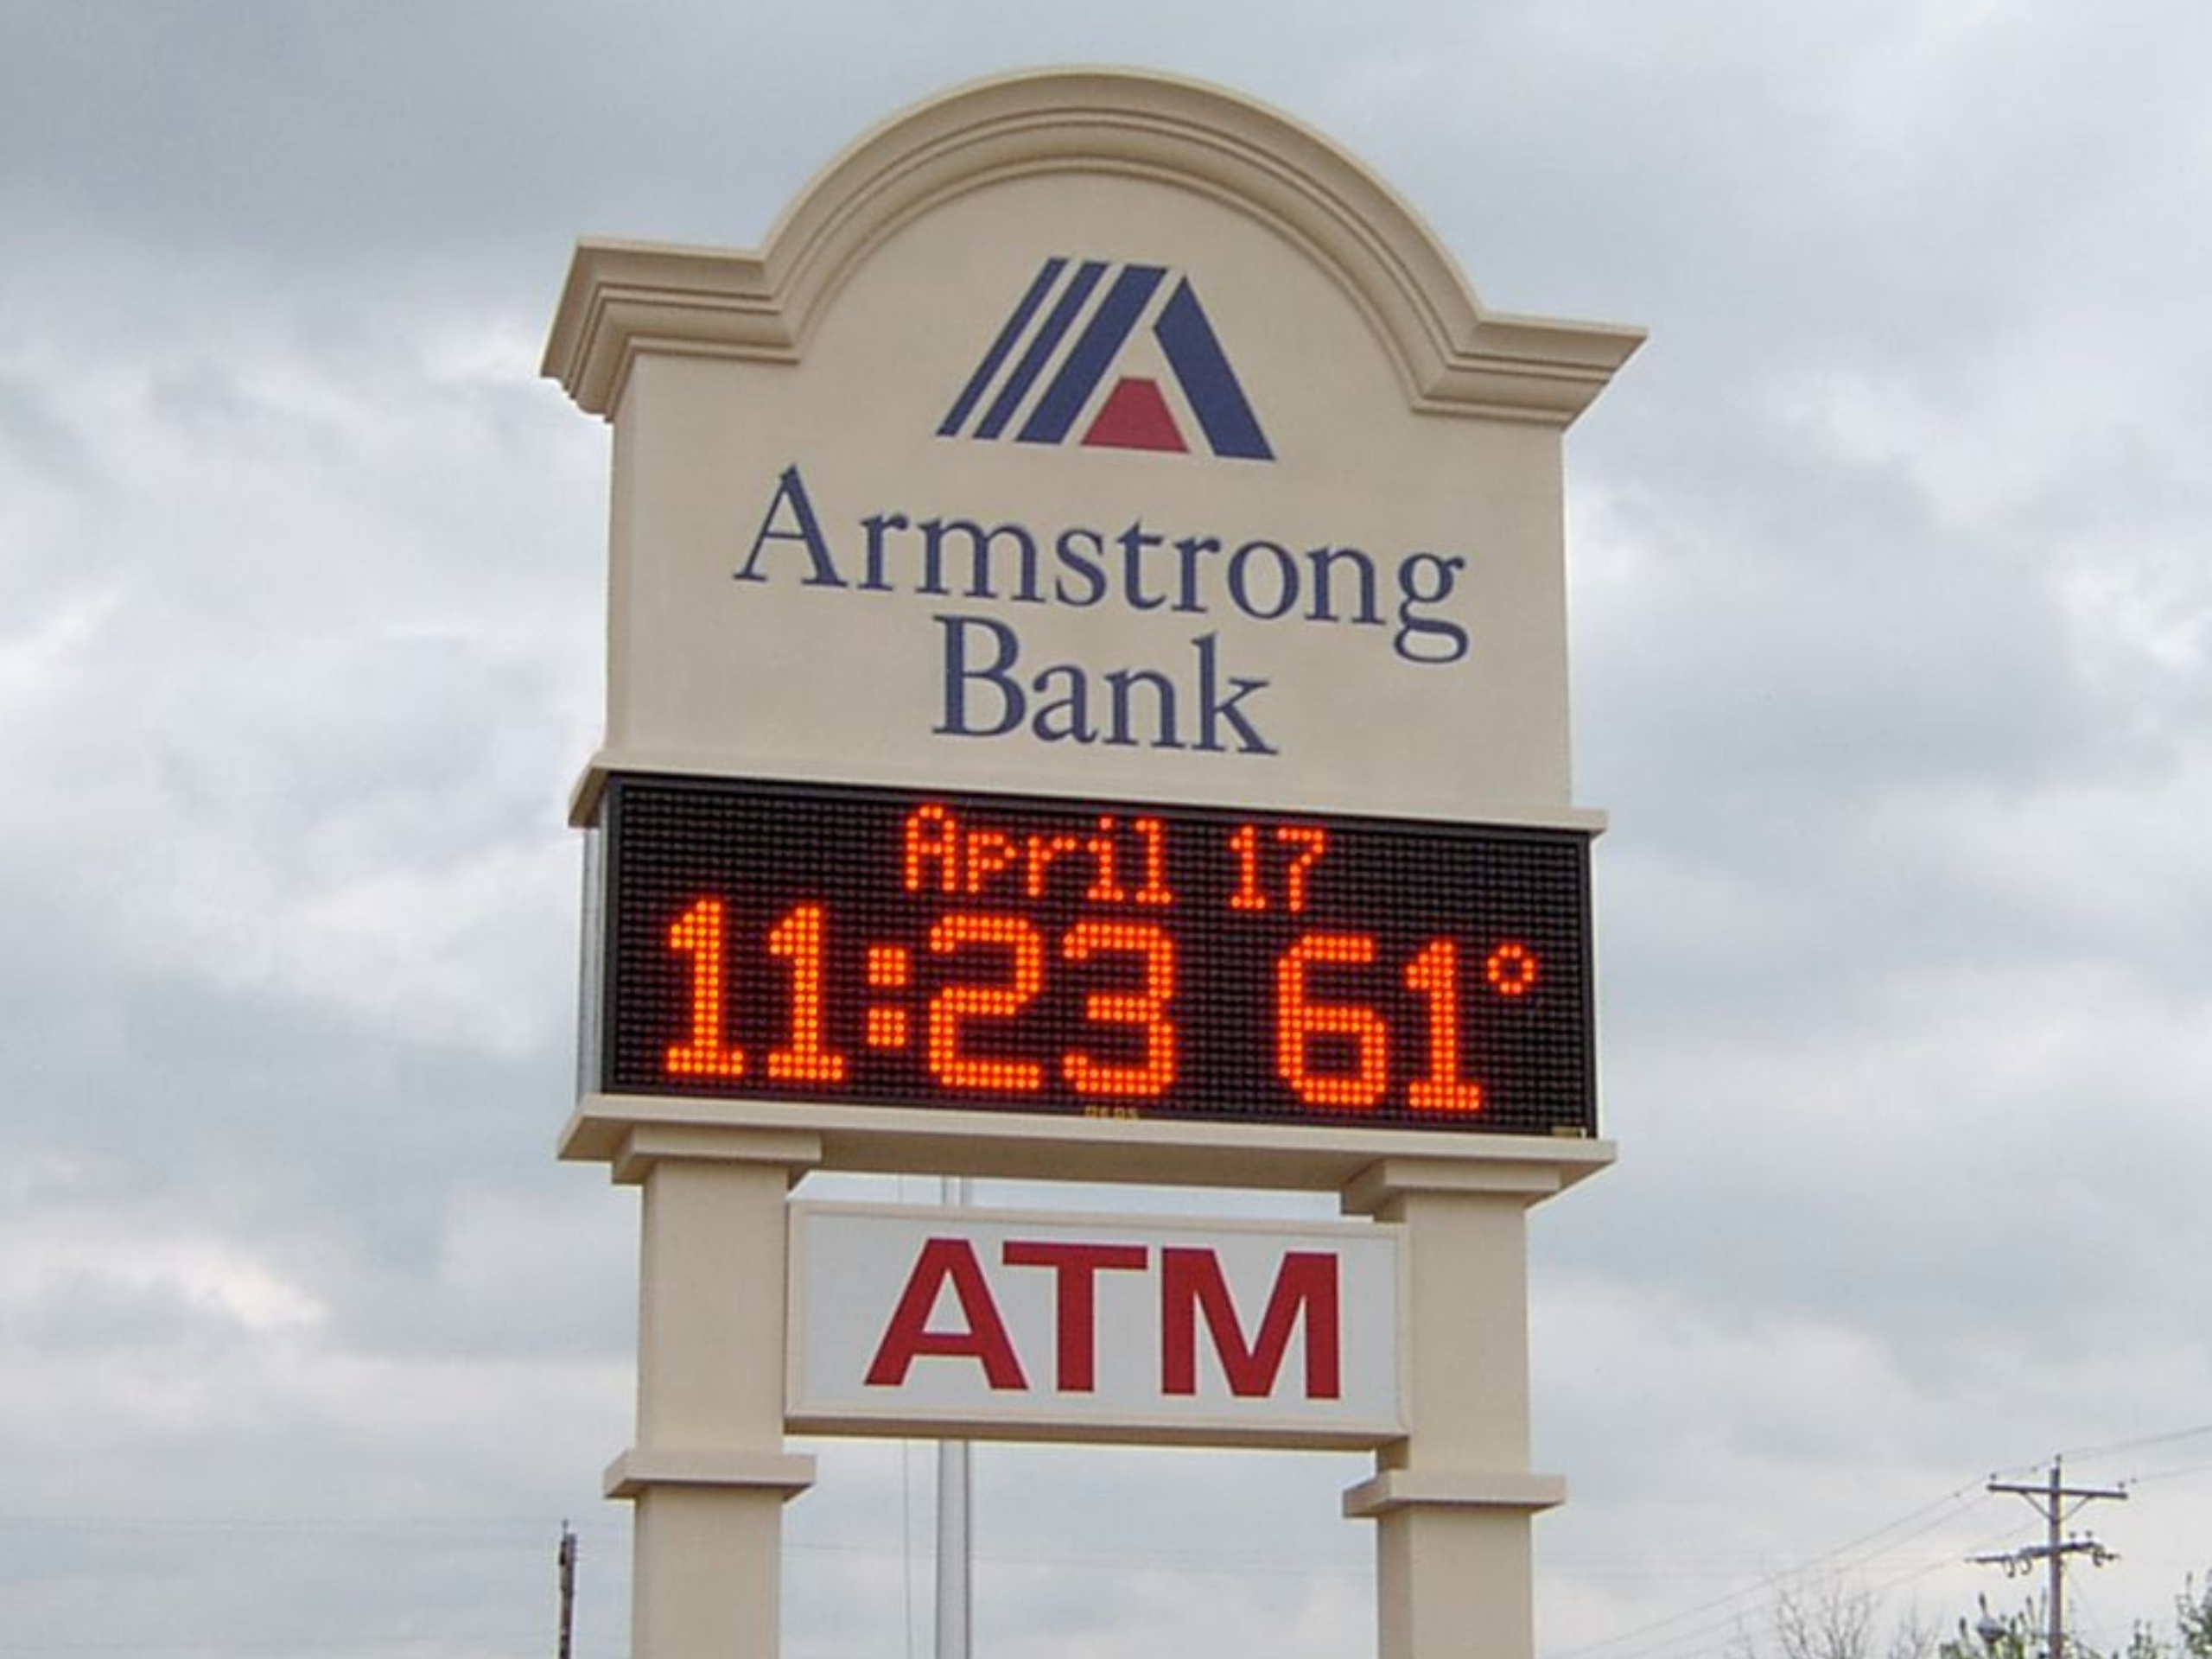 Armstrong
Bank
April 17
11:23 61°
ATM